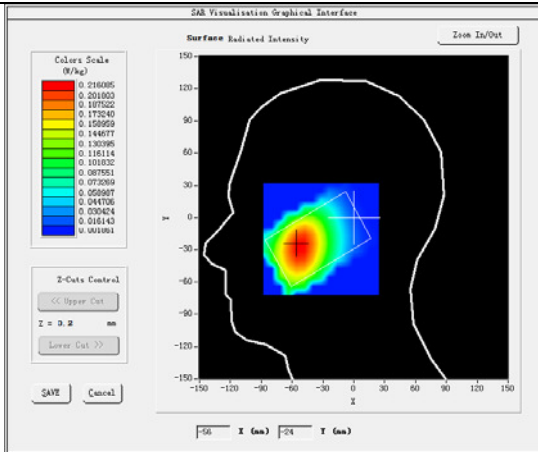 SAR Visualisation Graphical Interface
Surface Radiated Intensity
Zoom In/Out
Colors Scale
(W/kg)
0.216085
0.201803
0.187522
0.173240
0.158959
0.144677
0.130395
0.116114
0.101832
0.087551
0.073269
0.058987
0.044706
0.030424
0.016143
0.001861
150
120
90
60
30
0
-30
-60
-90
-120
-150
Y
-150 -120 -90 -60 -30 0 30 60 90 120 150
X
Z-Cuts Control
<< Upper Cut
Z = 0.2 mm
Lower Cut >>
SAVE Cancel
-56 X (mm) -24 Y (mm)